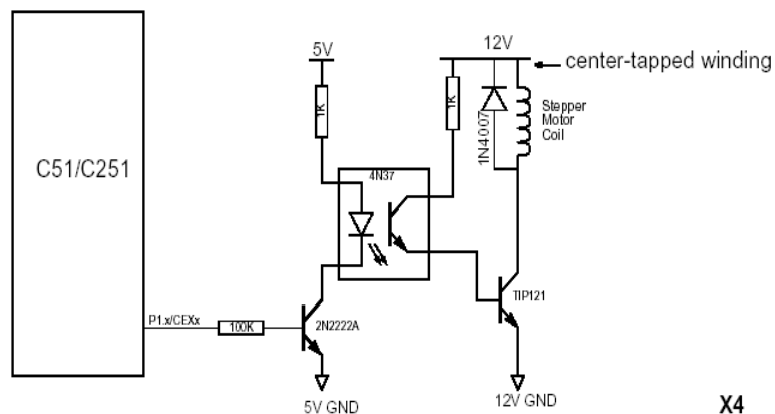 C51/C251
P1.x/CEXx
100K
2N2222A
5V GND
5V
1K
4N37
12V
1K
1N4007
center-tapped winding
Stepper
Motor
Coil
TIP121
12V GND
X4